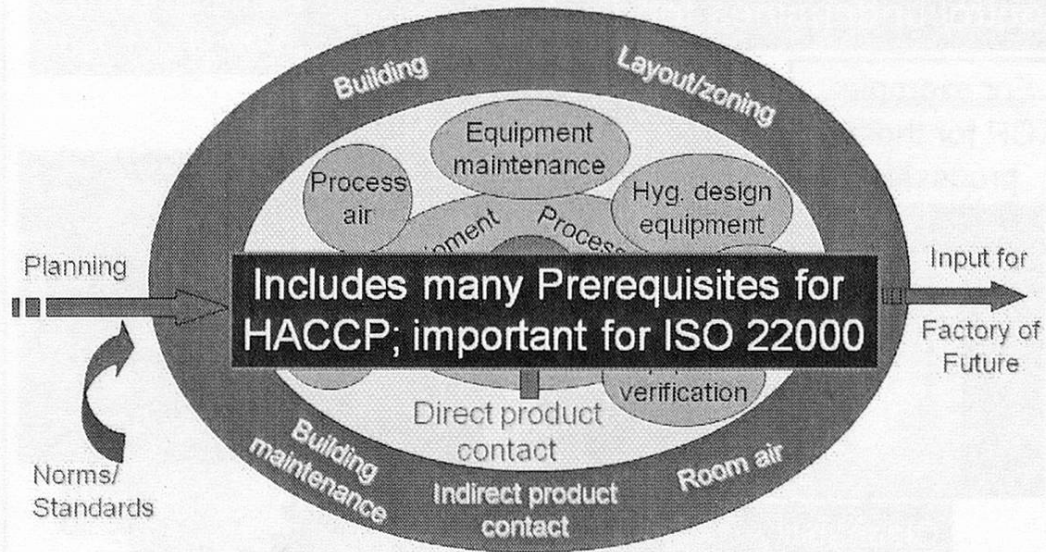 Building
Layout/zoning
Equipment
maintenance
Process
air
Hyg. design
equipment
Process
Planning
Includes many Prerequisites for
HACCP; important for ISO 22000
Input for
Factory of
Future
verification
Direct product
contact
Building
maintenance
Indirect product
contact
Room air
Norms/
Standards